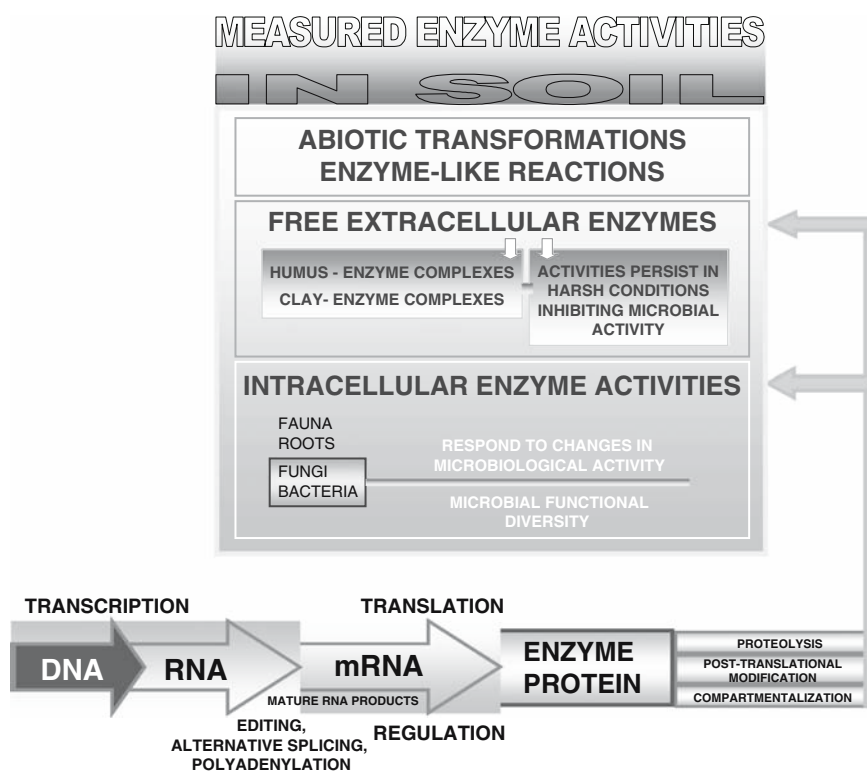 MEASURED ENZYME ACTIVITIES
IN SOIL
ABIOTIC TRANSFORMATIONS
ENZYME-LIKE REACTIONS
FREE EXTRACELLULAR ENZYMES
HUMUS - ENZYME COMPLEXES
CLAY- ENZYME COMPLEXES
ACTIVITIES PERSIST IN
HARSH CONDITIONS
INHIBITING MICROBIAL
ACTIVITY
INTRACELLULAR ENZYME ACTIVITIES
FAUNA
ROOTS
FUNGI
BACTERIA
RESPOND TO CHANGES IN
MICROBIOLOGICAL ACTIVITY
MICROBIAL FUNCTIONAL
DIVERSITY
TRANSCRIPTION
TRANSLATION
DNA
RNA
mRNA
MATURE RNA PRODUCTS
ENZYME
PROTEIN
PROTEOLYSIS
POST-TRANSLATIONAL
MODIFICATION
COMPARTMENTALIZATION
EDITING,
ALTERNATIVE SPLICING,
POLYADENYLATION
REGULATION